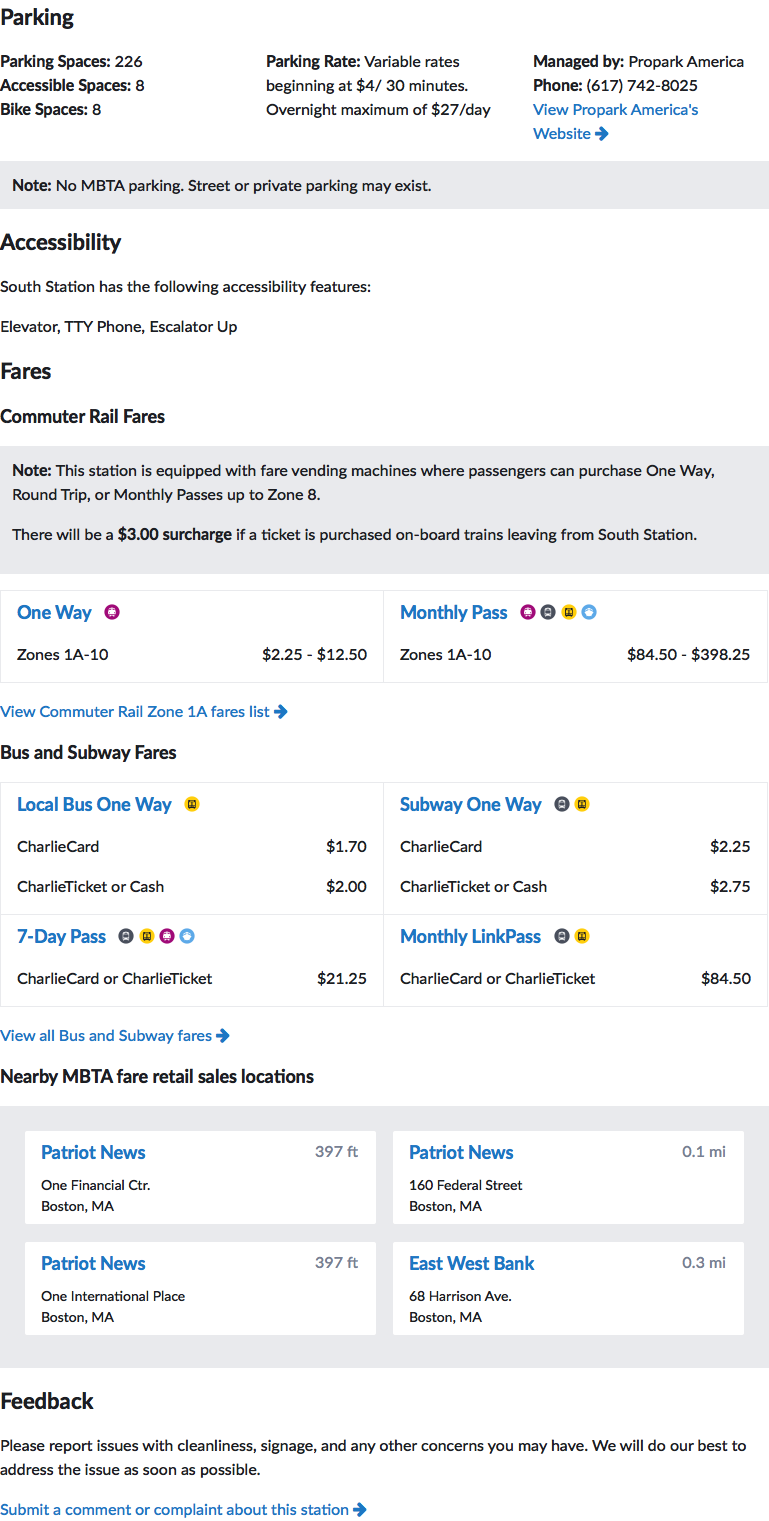 Parking
Parking Spaces: 226
Accessible Spaces: 8
Bike Spaces: 8
Parking Rate: Variable rates
beginning at $4/ 30 minutes.
Overnight maximum of $27/day
Managed by: Propark America
Phone: (617) 742-8025
View Propark America's
Website
Note: No MBTA parking. Street or private parking may exist.
Accessibility
South Station has the following accessibility features:
Elevator, TTY Phone, Escalator Up
Fares
Commuter Rail Fares
Note: This station is equipped with fare vending machines where passengers can purchase One Way,
Round Trip, or Monthly Passes up to Zone 8.
There will be a $3.00 surcharge if a ticket is purchased on-board trains leaving from South Station.
One Way
Zones 1A-10 $2.25 - $12.50
Monthly Pass
Zones 1A-10 $84.50 - $398.25
View Commuter Rail Zone 1A fares list
Bus and Subway Fares
Local Bus One Way
CharlieCard $1.70
CharlieTicket or Cash $2.00
Subway One Way
CharlieCard $2.25
CharlieTicket or Cash $2.75
7-Day Pass
CharlieCard or CharlieTicket $21.25
Monthly LinkPass
CharlieCard or CharlieTicket $84.50
View all Bus and Subway fares
Nearby MBTA fare retail sales locations
Patriot News 397 ft
One Financial Ctr.
Boston, MA
Patriot News 0.1 mi
160 Federal Street
Boston, MA
Patriot News 397 ft
One International Place
Boston, MA
East West Bank 0.3 mi
68 Harrison Ave.
Boston, MA
Feedback
Please report issues with cleanliness, signage, and any other concerns you may have. We will do our best to
address the issue as soon as possible.
Submit a comment or complaint about this station